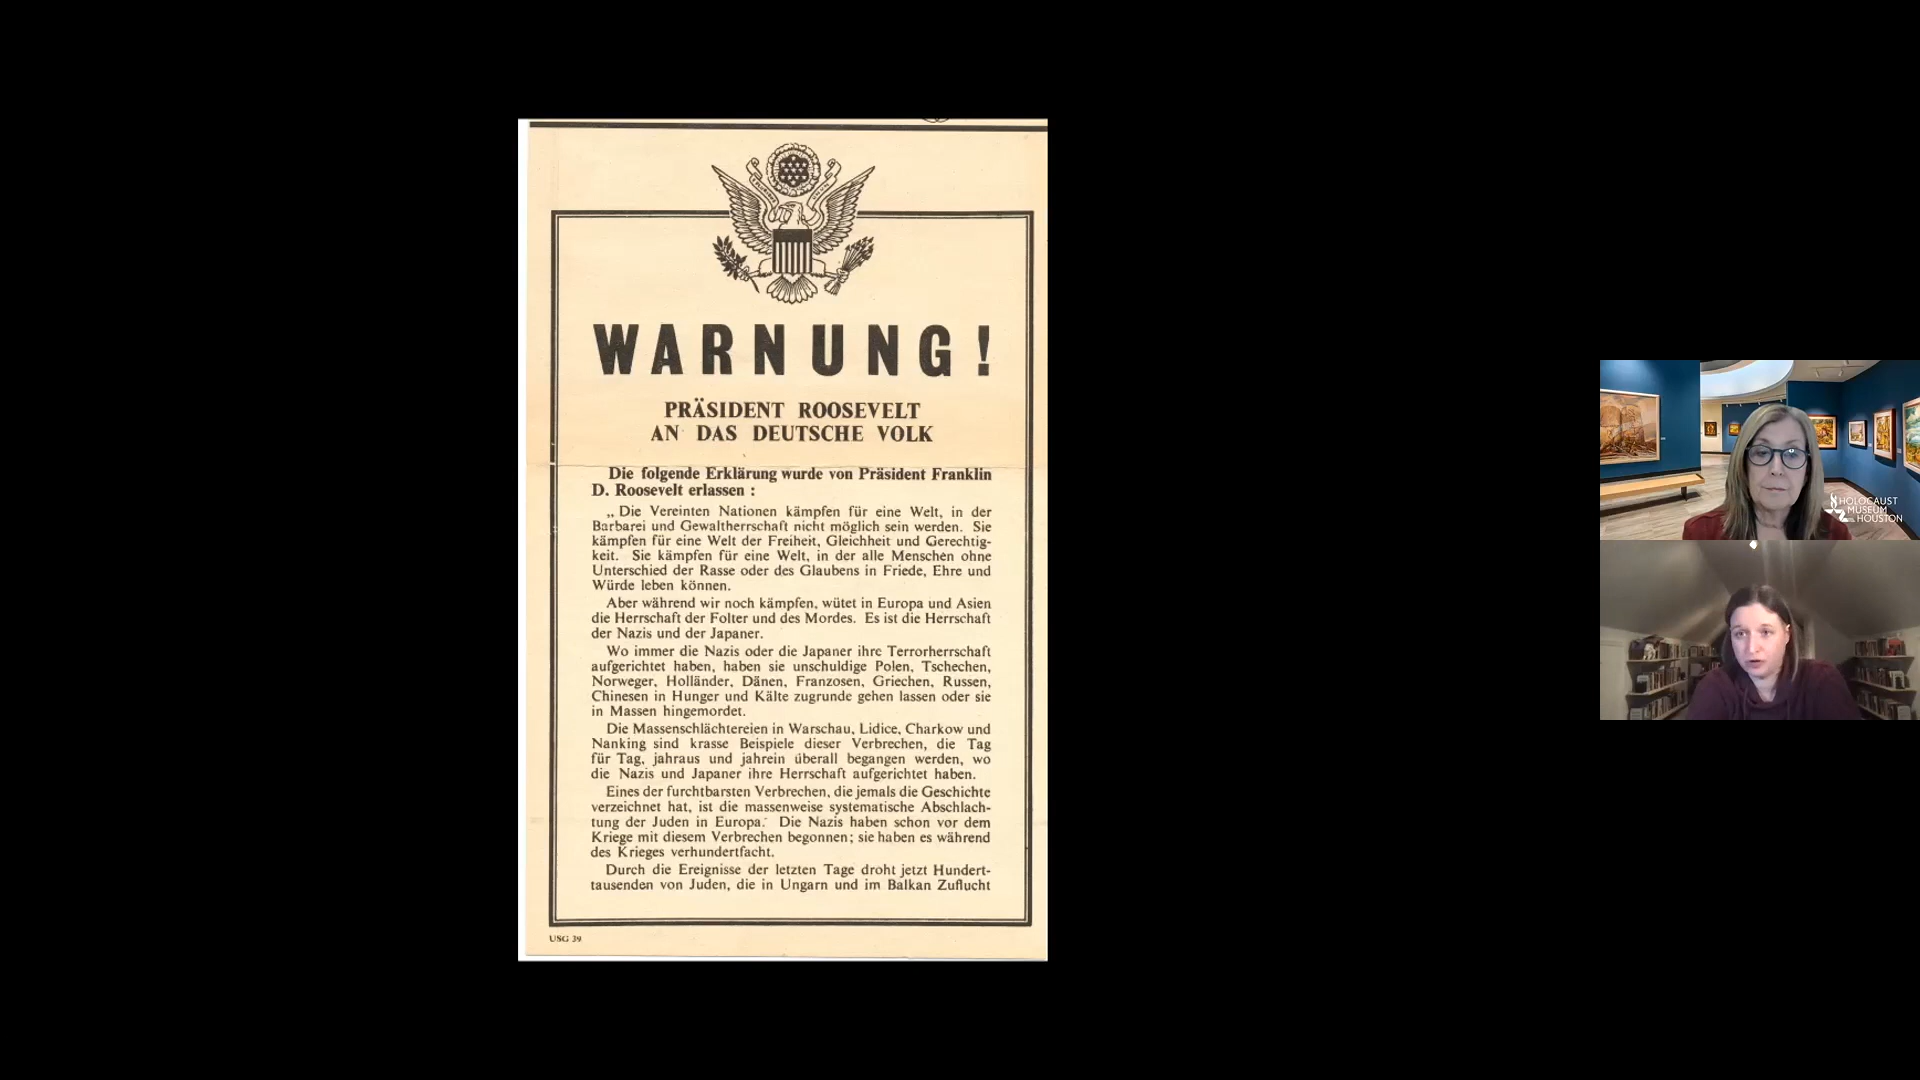 WARNUNG!
PRÄSIDENT ROOSEVELT
AN DAS DEUTSCHE VOLK
Die folgende Erklärung wurde von Präsident Franklin
D. Roosevelt erlassen :
„ Die Vereinten Nationen kämpfen für eine Welt, in der
Barbarei und Gewaltherrschaft nicht möglich sein werden. Sie
kämpfen für eine Welt der Freiheit, Gleichheit und Gerechtig-
keit. Sie kämpfen für eine Welt, in der alle Menschen ohne
Unterschied der Rasse oder des Glaubens in Friede, Ehre und
Würde leben können.
Aber während wir noch kämpfen, wütet in Europa und Asien
die Herrschaft der Folter und des Mordes. Es ist die Herrschaft
der Nazis und der Japaner.
Wo immer die Nazis oder die Japaner ihre Terrorherrschaft
aufgerichtet haben, haben sie unschuldige Polen, Tschechen,
Norweger, Holländer, Dänen, Franzosen, Griechen, Russen,
Chinesen in Hunger und Kälte zugrunde gehen lassen oder sie
in Massen hingemordet.
Die Massenschlächtereien in Warschau, Lidice, Charkow und
Nanking sind krasse Beispiele dieser Verbrechen, die Tag
für Tag, jahraus und jahrein überall begangen werden, wo
die Nazis und Japaner ihre Herrschaft aufgerichtet haben.
Eines der furchtbarsten Verbrechen, die jemals die Geschichte
verzeichnet hat, ist die massenweise systematische Abschlach-
tung der Juden in Europa. Die Nazis haben schon vor dem
Kriege mit diesem Verbrechen begonnen; sie haben es während
des Krieges verhundertfacht.
Durch die Ereignisse der letzten Tage droht jetzt Hundert-
tausenden von Juden, die in Ungarn und im Balkan Zuflucht
USG 39
HOLOCAUST
MUSEUM
HOUSTON